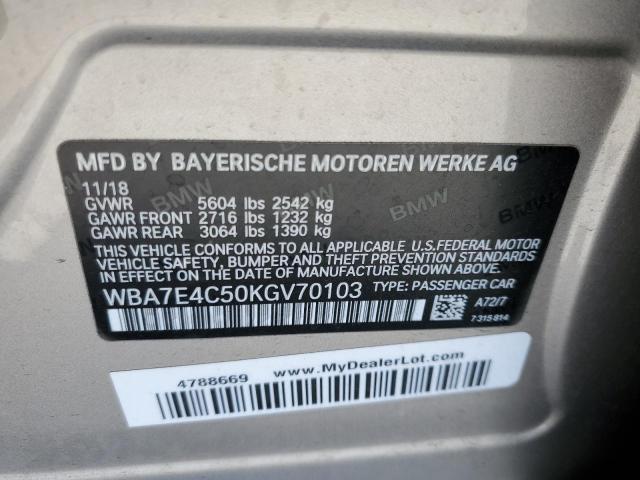 MFD BY BAYERISCHE MOTOREN WERKE AG
11/18
GVWR 5604 lbs 2542 kg
GAWR FRONT 2716 lbs 1232 kg
GAWR REAR 3064 lbs 1390 kg
THIS VEHICLE CONFORMS TO ALL APPLICABLE U.S.FEDERAL MOTOR
VEHICLE SAFETY, BUMPER AND THEFT PREVENTION STANDARDS
IN EFFECT ON THE DATE OF MANUFACTURE SHOWN ABOVE.
WBA7E4C50KGV70103 TYPE: PASSENGER CAR
A72/7
7315814
4788669 www.MyDealerLot.com